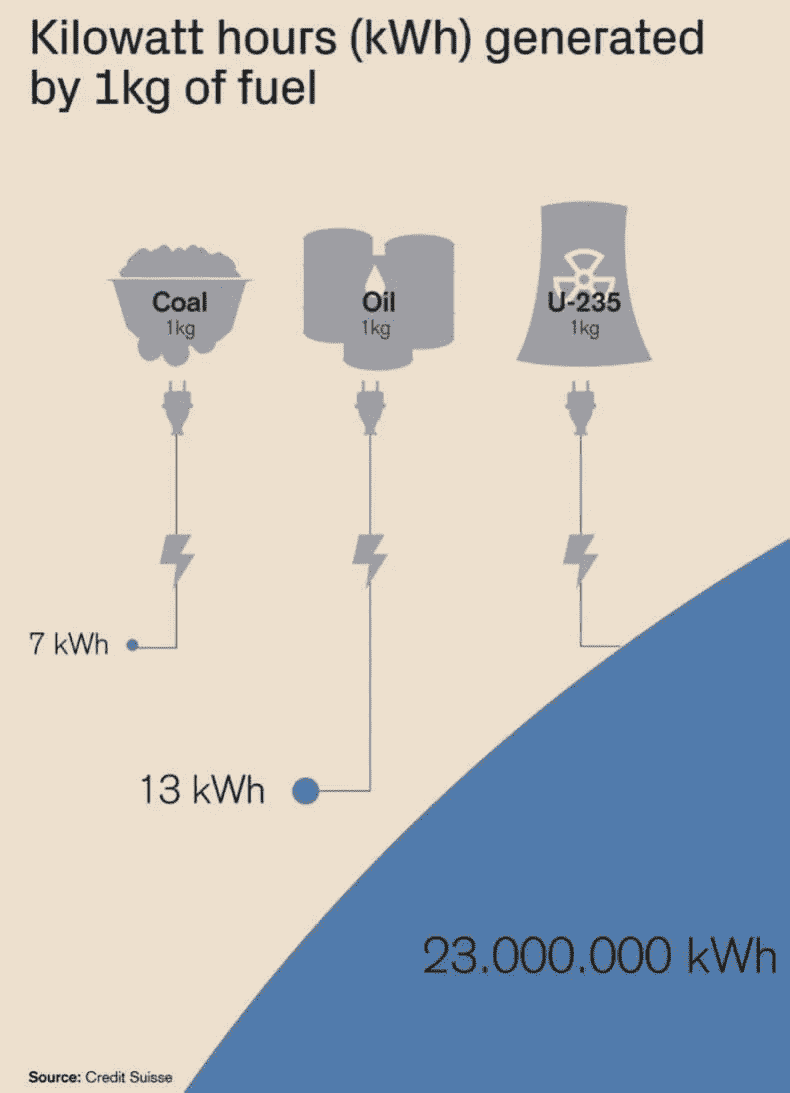 Kilowatt hours (kWh) generated
by 1kg of fuel
Coal
1kg
Oil
1kg
U-235
1kg
7 kWh
13 kWh
23.000.000 kWh
Source: Credit Suisse